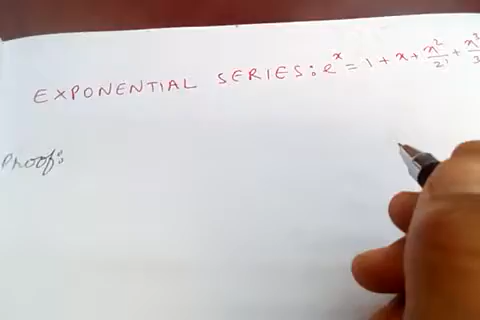 EXPONENTIAL SERIES: e^x = 1 + x + x^2/2! + x^3/3
Proof: